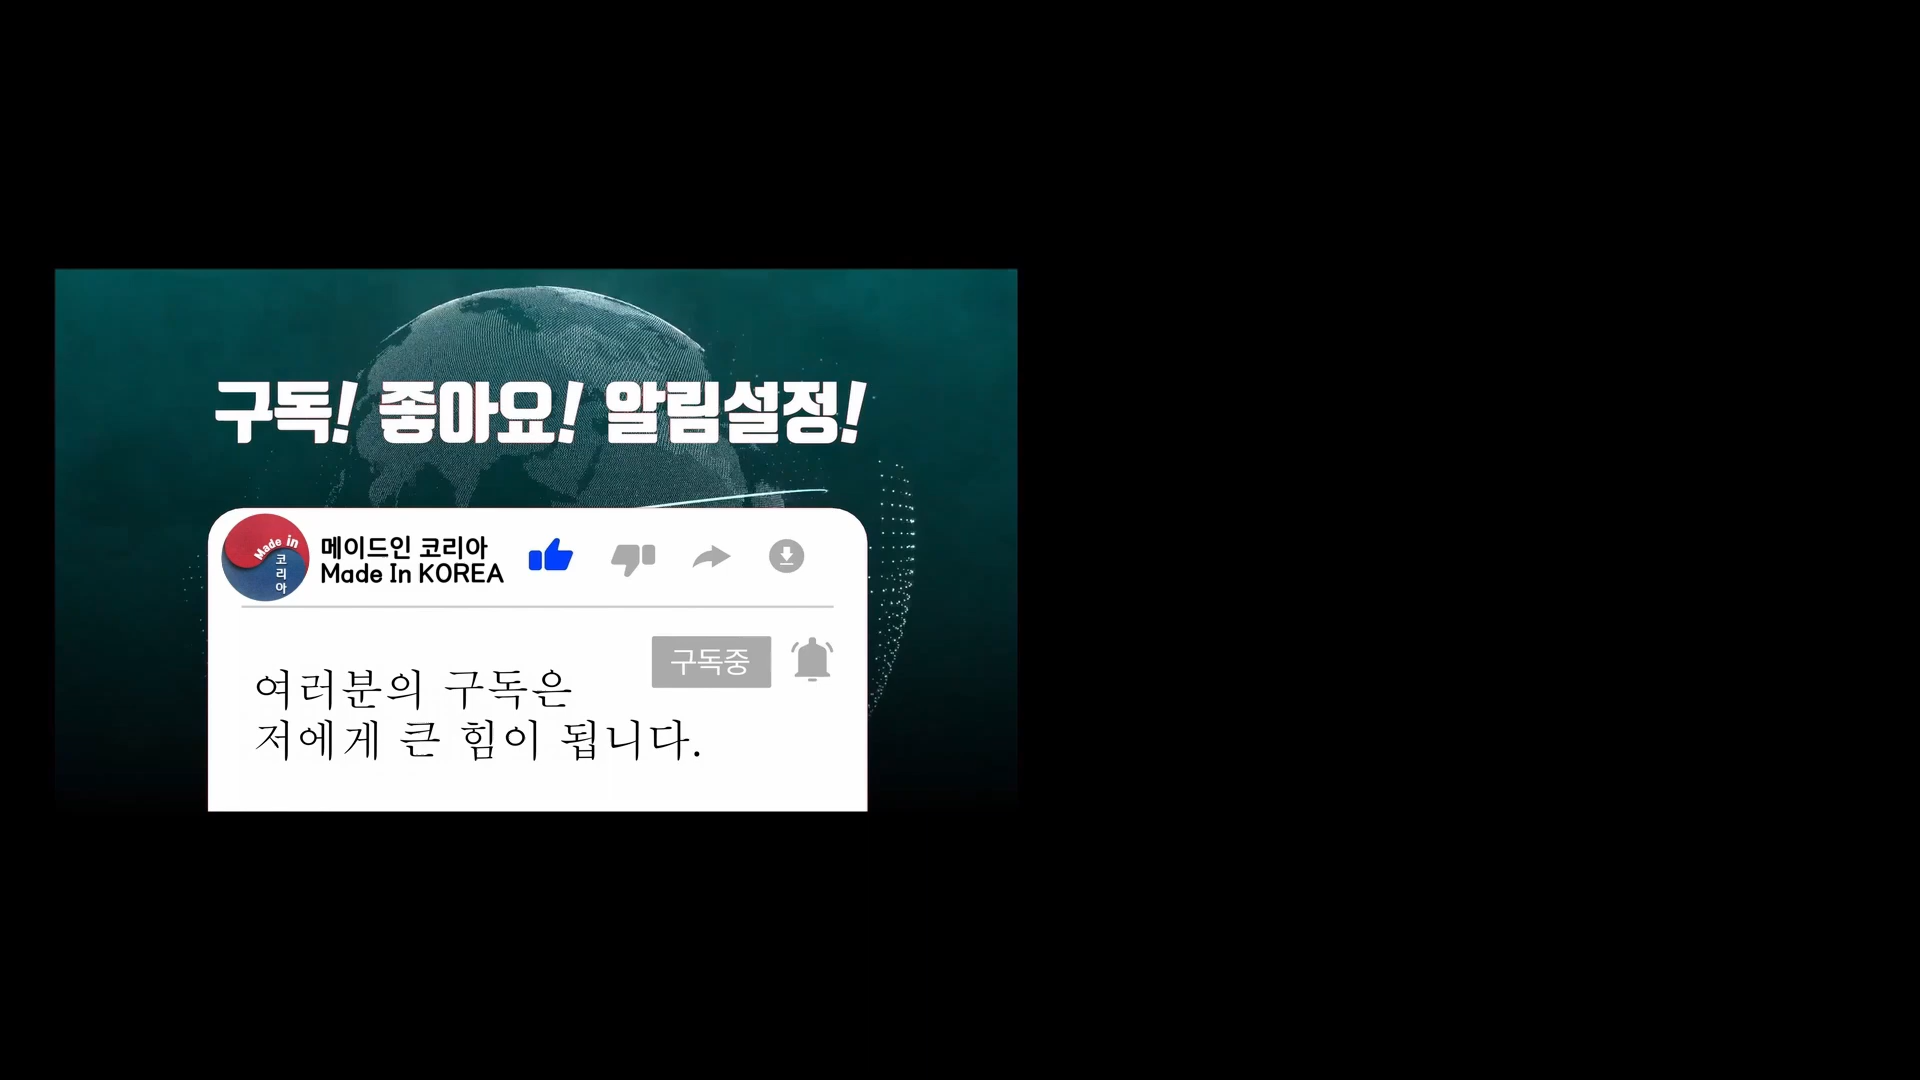 구독! 좋아요! 알림설정!
Made in
코리아
메이드인 코리아
Made In KOREA
구독중
여러분의 구독은
저에게 큰 힘이 됩니다.